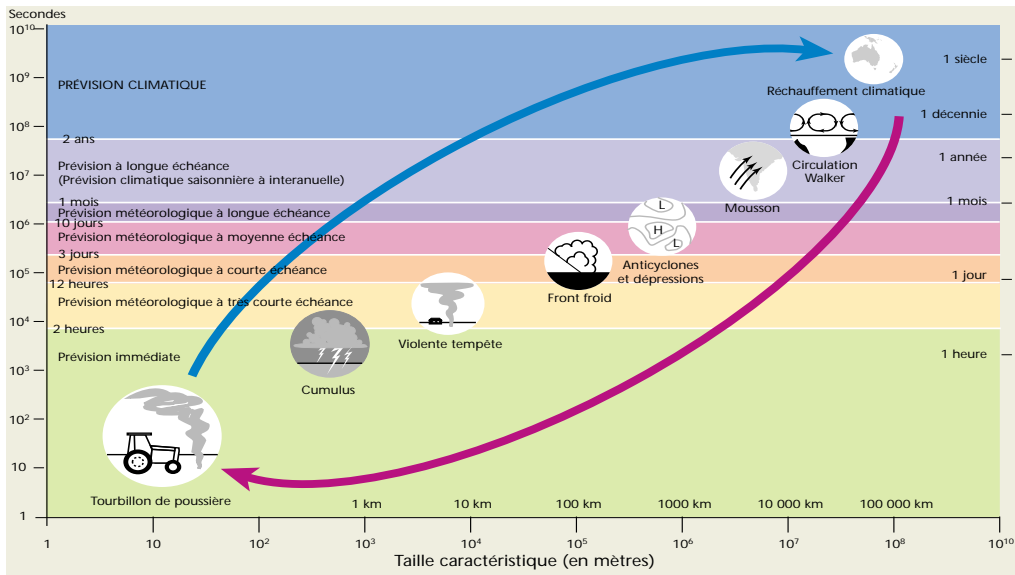 Secondes
10¹⁰
10⁹
10⁸
10⁷
10⁶
10⁵
10⁴
10³
10²
10
1
PRÉVISION CLIMATIQUE
2 ans
Prévision à longue échéance
(Prévision climatique saisonnière à interanuelle)
1 mois
Prévision météorologique à longue échéance
10 jours
Prévision météorologique à moyenne échéance
3 jours
Prévision météorologique à courte échéance
12 heures
Prévision météorologique à très courte échéance
2 heures
Prévision immédiate
Tourbillon de poussière
Cumulus
Violente tempête
Front froid
L
H
L
Anticyclones
et dépressions
Mousson
Circulation
Walker
Réchauffement climatique
1 siècle
1 décennie
1 année
1 mois
1 jour
1 heure
1 km
10 km
100 km
1000 km
10 000 km
100 000 km
1
10
10²
10³
10⁴
10⁵
10⁶
10⁷
10⁸
10¹⁰
Taille caractéristique (en mètres)